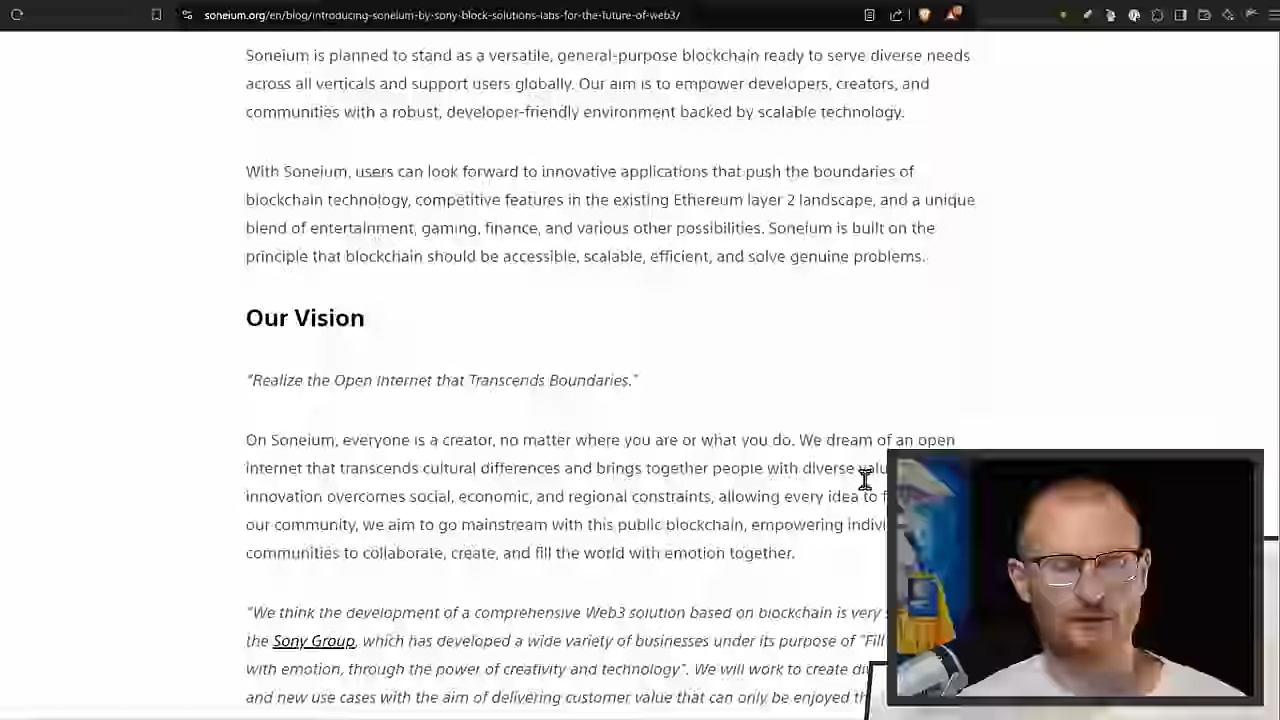 soneium.org/en/blog/introducing-soneium-by-sony-block-solutions-labs-for-the-future-of-web3/
Soneium is planned to stand as a versatile, general-purpose blockchain ready to serve diverse needs
across all verticals and support users globally. Our aim is to empower developers, creators, and
communities with a robust, developer-friendly environment backed by scalable technology.
With Soneium, users can look forward to innovative applications that push the boundaries of
blockchain technology, competitive features in the existing Ethereum layer 2 landscape, and a unique
blend of entertainment, gaming, finance, and various other possibilities. Soneium is built on the
principle that blockchain should be accessible, scalable, efficient, and solve genuine problems.
Our Vision
"Realize the Open Internet that Transcends Boundaries."
On Soneium, everyone is a creator, no matter where you are or what you do. We dream of an open
internet that transcends cultural differences and brings together people with diverse
innovation overcomes social, economic, and regional constraints, allowing every idea to
our community, we aim to go mainstream with this public blockchain, empowering
communities to collaborate, create, and fill the world with emotion together.
"We think the development of a comprehensive Web3 solution based on blockchain is very
the Sony Group, which has developed a wide variety of businesses under its purpose of "Fill
with emotion, through the power of creativity and technology". We will work to create
and new use cases with the aim of delivering customer value that can only be enjoyed